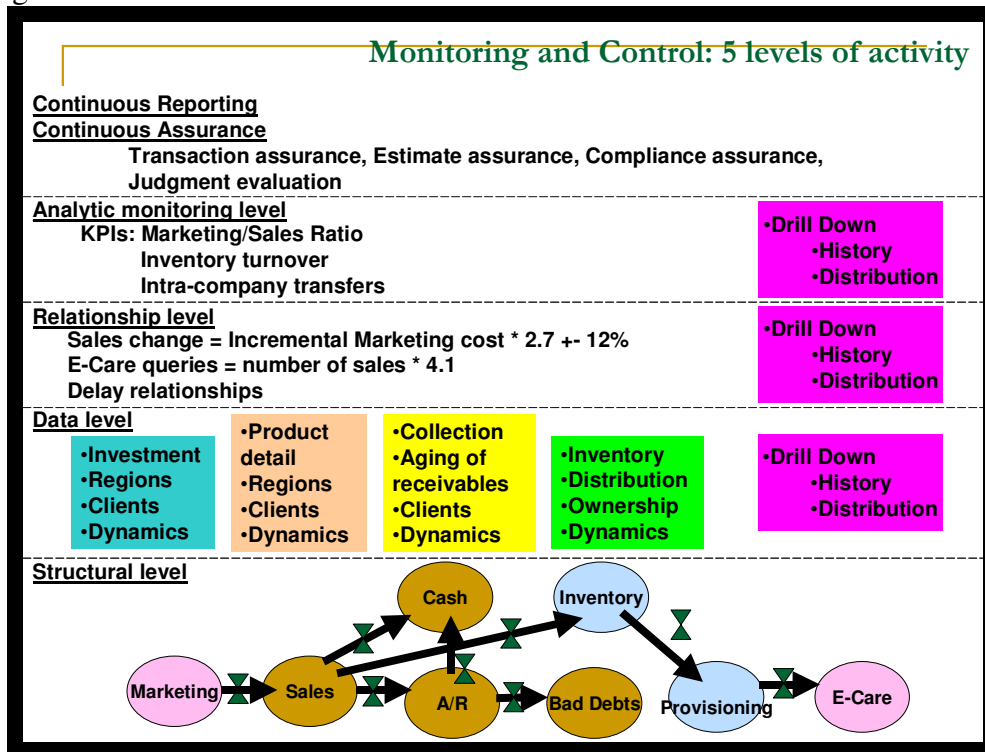 Monitoring and Control: 5 levels of activity
Continuous Reporting
Continuous Assurance
Transaction assurance, Estimate assurance, Compliance assurance,
Judgment evaluation
Analytic monitoring level
KPIs: Marketing/Sales Ratio
Inventory turnover
Intra-company transfers
•Drill Down
•History
•Distribution
Relationship level
Sales change = Incremental Marketing cost * 2.7 +- 12%
E-Care queries = number of sales * 4.1
Delay relationships
•Drill Down
•History
•Distribution
Data level
•Investment
•Regions
•Clients
•Dynamics
•Product
detail
•Regions
•Clients
•Dynamics
•Collection
•Aging of
receivables
•Clients
•Dynamics
•Inventory
•Distribution
•Ownership
•Dynamics
•Drill Down
•History
•Distribution
Structural level
Cash
Inventory
Marketing
Sales
A/R
Bad Debts
Provisioning
E-Care